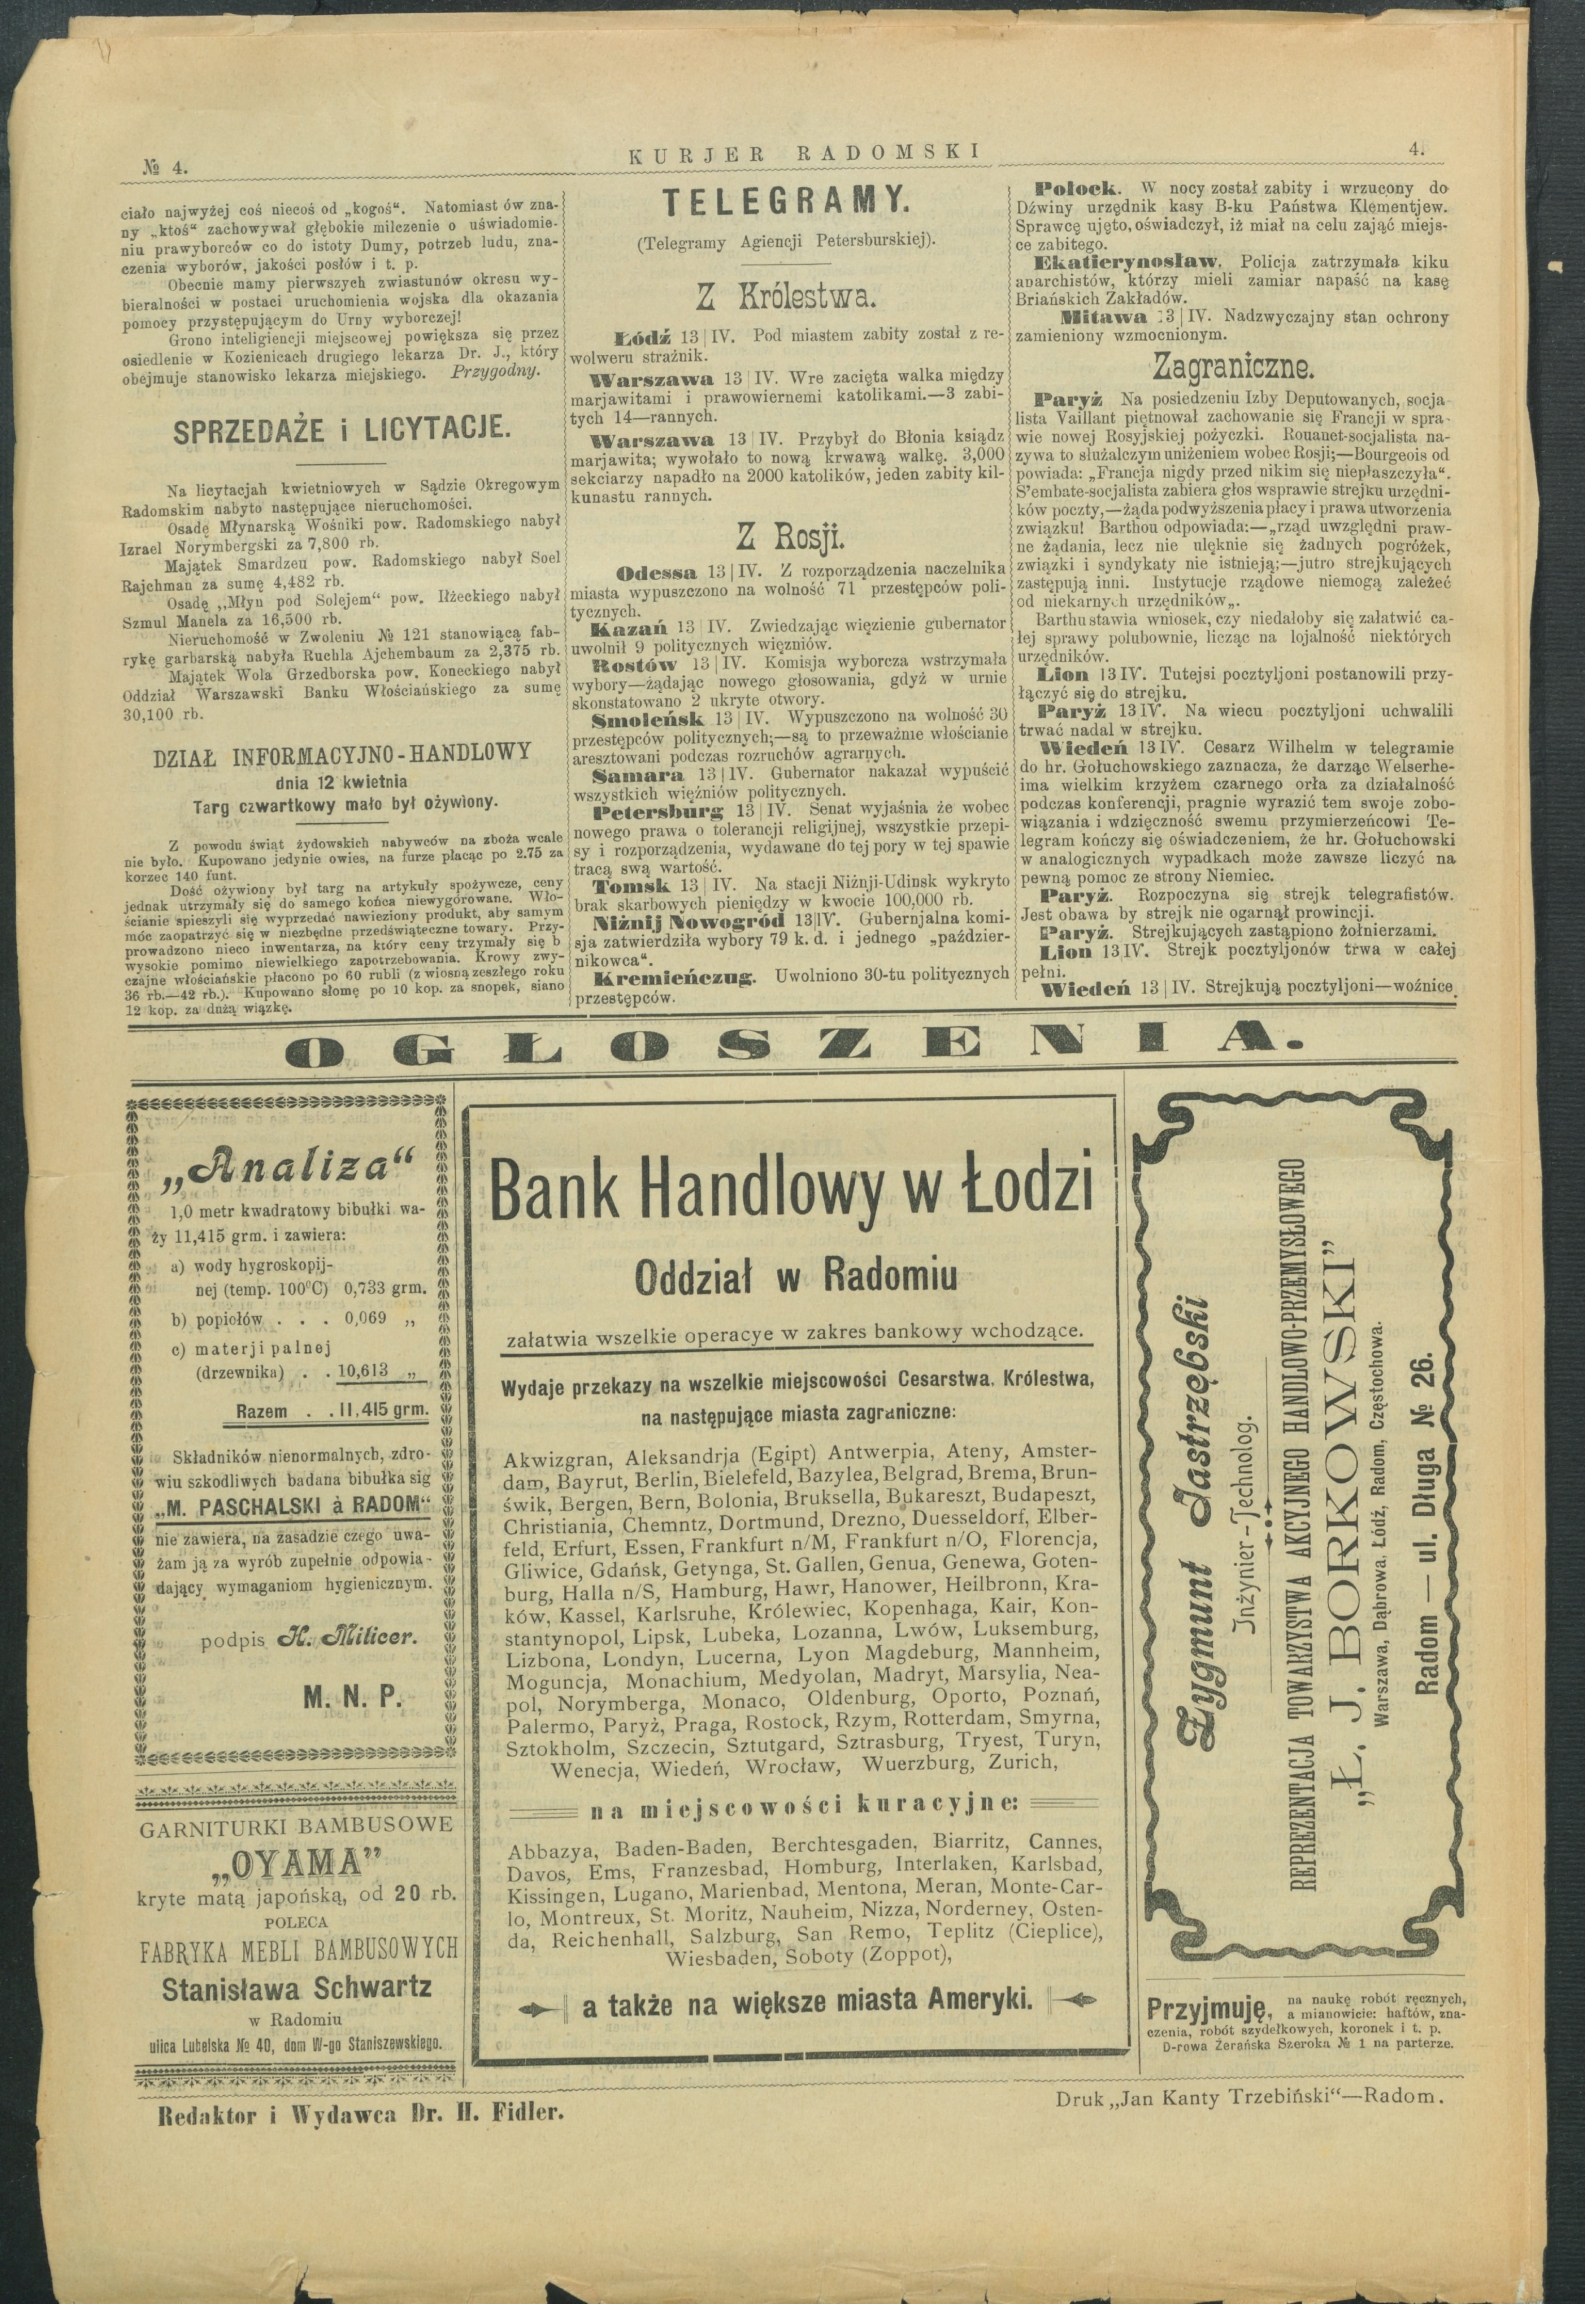 № 4.
KURJER RADOMSKI
4.
ciało najwyżej coś niecoś od „kogoś“. Natomiast ów zna-
ny „ktoś“ zachowywał głębokie milczenie o uświadomie-
niu prawyborców co do istoty Dumy, potrzeb ludu, zna-
czenia wyborów, jakości posłów i t. p.
Obecnie mamy pierwszych zwiastunów okresu wy-
bieralności w postaci uruchomienia wojska dla okazania
pomocy przystępującym do Urny wyborczej!
Grono inteligiencji miejscowej powiększa się przez
osiedlenie w Kozienicach drugiego lekarza Dr. J., który
obejmuje stanowisko lekarza miejskiego. Przygodny.
SPRZEDAŻE i LICYTACJE.
Na licytacjah kwietniowych w Sądzie Okregowym
Radomskim nabyto następujące nieruchomości.
Osadę Młynarską Wośniki pow. Radomskiego nabył
Izrael Norymbergski za 7,800 rb.
Majątek Smardzeu pow. Radomskiego nabył Soel
Rajchman za sumę 4,482 rb.
Osadę „Młyn pod Solejem“ pow. Iłżeckiego nabył
Szmul Manela za 16,500 rb.
Nieruchomość w Zwoleniu № 121 stanowiącą fab-
rykę garbarską nabyła Ruchla Ajchembaum za 2,375 rb.
Majątek Wola Grzedborska pow. Koneckiego nabył
Oddział Warszawski Banku Włościańskiego za sumę
30,100 rb.
DZIAŁ INFORMACYJNO-HANDLOWY
dnia 12 kwietnia
Targ czwartkowy mało był ożywiony.
Z powodu świąt żydowskich nabywców na zboża wcale
nie było. Kupowano jedynie owies, na furze placąc po 2.75 za
korzec 140 funt.
Dość ożywiony był targ na artykuły spożywcze, ceny
jednak utrzymały się do samego końca niewygórowane. Wło-
ścianie spieszyli się wyprzedać nawieziony produkt, aby samym
móc zaopatrzyć się w niezbędne przedświąteczne towary. Przy-
prowadzono nieco inwentarza, na który ceny trzymały się b
wysokie pomimo niewielkiego zapotrzebowania. Krowy zwy-
czajne włościańskie płacono po 60 rubli (z wiosną zeszłego roku
36 rb.—42 rb.). Kupowano słomę po 10 kop. za snopek, siano
12 kop. za dużą wiązkę.
TELEGRAMY.
(Telegramy Agiencji Petersburskiej).
Z Królestwa.
Łódź 13|IV. Pod miastem zabity został z re-
wolweru strażnik.
Warszawa 13|IV. Wre zacięta walka między
marjawitami i prawowiernemi katolikami.—3 zabi-
tych 14—rannych.
Warszawa 13|IV. Przybył do Błonia ksiądz
marjawita; wywołało to nową krwawą walkę. 3,000
sekciarzy napadło na 2000 katolików, jeden zabity kil-
kunastu rannych.
Z Rosji.
Odessa 13|IV. Z rozporządzenia naczelnika
miasta wypuszczono na wolność 71 przestępców poli-
tycznych.
Kazań 13|IV. Zwiedzając więzienie gubernator
uwolnił 9 politycznych więzniów.
Rostów 13|IV. Komisja wyborcza wstrzymała
wybory—żądając nowego głosowania, gdyż w urnie
skonstatowano 2 ukryte otwory.
Smoleńsk 13|IV. Wypuszczono na wolność 30
przestępców politycznych;—są to przeważnie włościanie
aresztowani podczas rozruchów agrarnych.
Samara 13|IV. Gubernator nakazał wypuścić
wszystkich więźniów politycznych.
Petersburg 13|IV. Senat wyjaśnia że wobec
nowego prawa o tolerancji religijnej, wszystkie przepi-
sy i rozporządzenia, wydawane do tej pory w tej spawie
tracą swą wartość.
Tomsk 13|IV. Na stacji Niżnji-Udinsk wykryto
brak skarbowych pieniędzy w kwocie 100,000 rb.
Niżnij Nowogród 13|IV. Gubernjalna komi-
sja zatwierdziła wybory 79 k. d. i jednego „paździer-
nikowca“.
Kremieńczug. Uwolniono 30-tu politycznych
przestępców.
Połock. W nocy został zabity i wrzucony do
Dźwiny urzędnik kasy B-ku Państwa Klementjew.
Sprawcę ujęto, oświadczył, iż miał na celu zająć miejs-
ce zabitego.
Ekatierynosław. Policja zatrzymała kiku
anarchistów, którzy mieli zamiar napaść na kasę
Briańskich Zakładów.
Mitawa 13|IV. Nadzwyczajny stan ochrony
zamieniony wzmocnionym.
Zagraniczne.
Paryż Na posiedzeniu Izby Deputowanych, socja-
lista Vaillant piętnował zachowanie się Francji w spra-
wie nowej Rosyjskiej pożyczki. Rouanet-socjalista na-
zywa to służalczym uniżeniem wobec Rosji;—Bourgeois od
powiada: „Francja nigdy przed nikim się niepłaszczyła“.
S'embate-socjalista zabiera głos wsprawie strejku urzędni-
ków poczty,—żąda podwyższenia płacy i prawa utworzenia
związku! Barthou odpowiada:—„rząd uwzględni praw-
ne żądania, lecz nie ulęknie się żadnych pogróżek,
związki i syndykaty nie istnieją;—jutro strejkujących
zastępują inni. Instytucje rządowe niemogą zależeć
od niekarnych urzędników„.
Barthu stawia wniosek, czy niedałoby się załatwić ca-
łej sprawy polubownie, licząc na lojalność niektórych
urzędników.
Lion 13IV. Tutejsi pocztyljoni postanowili przy-
łączyć się do strejku.
Paryż 13IV. Na wiecu pocztyljoni uchwalili
trwać nadal w strejku.
Wiedeń 13IV. Cesarz Wilhelm w telegramie
do hr. Gołuchowskiego zaznacza, że darząc Welserhe-
ima wielkim krzyżem czarnego orła za działalność
podczas konferencji, pragnie wyrazić tem swoje zobo-
wiązania i wdzięczność swemu przymierzeńcowi Te-
legram kończy się oświadczeniem, że hr. Gołuchowski
w analogicznych wypadkach może zawsze liczyć na
pewną pomoc ze strony Niemiec.
Paryż. Rozpoczyna się strejk telegrafistów.
Jest obawa by strejk nie ogarnął prowincji.
Paryż. Strejkujących zastąpiono żołnierzami.
Lion 13IV. Strejk pocztyljonów trwa w całej
pełni.
Wiedeń 13|IV. Strejkują pocztyljoni—woźnice.
OGŁOSZENIA.
„Analiza“
1,0 metr kwadrątowy bibułki wa-
ży 11,415 grm. i zawiera:
a) wody hygroskopij-
nej (temp. 100°C) 0,733 grm.
b) popiołów . . . 0,069 „
c) materji palnej
(drzewnika) . . 10,613 „
Razem . . 11,415 grm.
Składników nienormalnych, zdro-
wiu szkodliwych badana bibułka sig
„M. PASCHALSKI à RADOM“
nie zawiera, na zasadzie czego uwa-
żam ją za wyrób zupełnie odpowia-
dający wymaganiom hygienicznym.
podpis H. Milicer.
M. N. P.
GARNITURKI BAMBUSOWE
„OYAMA”
kryte matą japońską, od 20 rb.
POLECA
FABRYKA MEBLI BAMBUSOWYCH
Stanisława Schwartz
w Radomiu
ulica Lubelska № 40, dom W-go Staniszewskiego.
Bank Handlowy w Łodzi
Oddział w Radomiu
załatwia wszelkie operacye w zakres bankowy wchodzące.
Wydaje przekazy na wszelkie miejscowości Cesarstwa. Królestwa,
na następujące miasta zagraniczne:
Akwizgran, Aleksandrja (Egipt) Antwerpia, Ateny, Amster-
dam, Bayrut, Berlin, Bielefeld, Bazylea, Belgrad, Brema, Brun-
świk, Bergen, Bern, Bolonia, Bruksella, Bukareszt, Budapeszt,
Christiania, Chemntz, Dortmund, Drezno, Duesseldorf, Elber-
feld, Erfurt, Essen, Frankfurt n/M, Frankfurt n/O, Florencja,
Gliwice, Gdańsk, Getynga, St. Gallen, Genua, Genewa, Goten-
burg, Halla n/S, Hamburg, Hawr, Hanower, Heilbronn, Kra-
ków, Kassel, Karlsruhe, Królewiec, Kopenhaga, Kair, Kon-
stantynopol, Lipsk, Lubeka, Lozanna, Lwów, Luksemburg,
Lizbona, Londyn, Lucerna, Lyon Magdeburg, Mannheim,
Moguncja, Monachium, Medyolan, Madryt, Marsylia, Nea-
pol, Norymberga, Monaco, Oldenburg, Oporto, Poznań,
Palermo, Paryż, Praga, Rostock, Rzym, Rotterdam, Smyrna,
Sztokholm, Szczecin, Sztutgard, Sztrasburg, Tryest, Turyn,
Wenecja, Wiedeń, Wrocław, Wuerzburg, Zurich,
na miejscowości kuracyjne:
Abbazya, Baden-Baden, Berchtesgaden, Biarritz, Cannes,
Davos, Ems, Franzesbad, Homburg, Interlaken, Karlsbad,
Kissingen, Lugano, Marienbad, Mentona, Meran, Monte-Car-
lo, Montreux, St. Moritz, Nauheim, Nizza, Norderney, Osten-
da, Reichenhall, Salzburg, San Remo, Teplitz (Cieplice),
Wiesbaden, Soboty (Zoppot),
a także na większe miasta Ameryki.
Zygmunt Jastrzębski
Inżynier-Technolog.
REPREZENTACJA TOWARZYSTWA AKCYJNEGO HANDLOWO-PRZEMYSŁOWEGO
„Ł. J. BORKOWSKI”
Warszawa, Dąbrowa, Łódź, Radom, Częstochowa.
Radom — ul. Długa № 26.
Przyjmuję, na naukę robót ręcznych,
a mianowicie: haftów, zna-
czenia, robót szydełkowych, koronek i t. p.
D-rowa Żerańska Szeroka № 1 na parterze.
Redaktor i Wydawca Dr. H. Fidler.
Druk „Jan Kanty Trzebiński“—Radom.